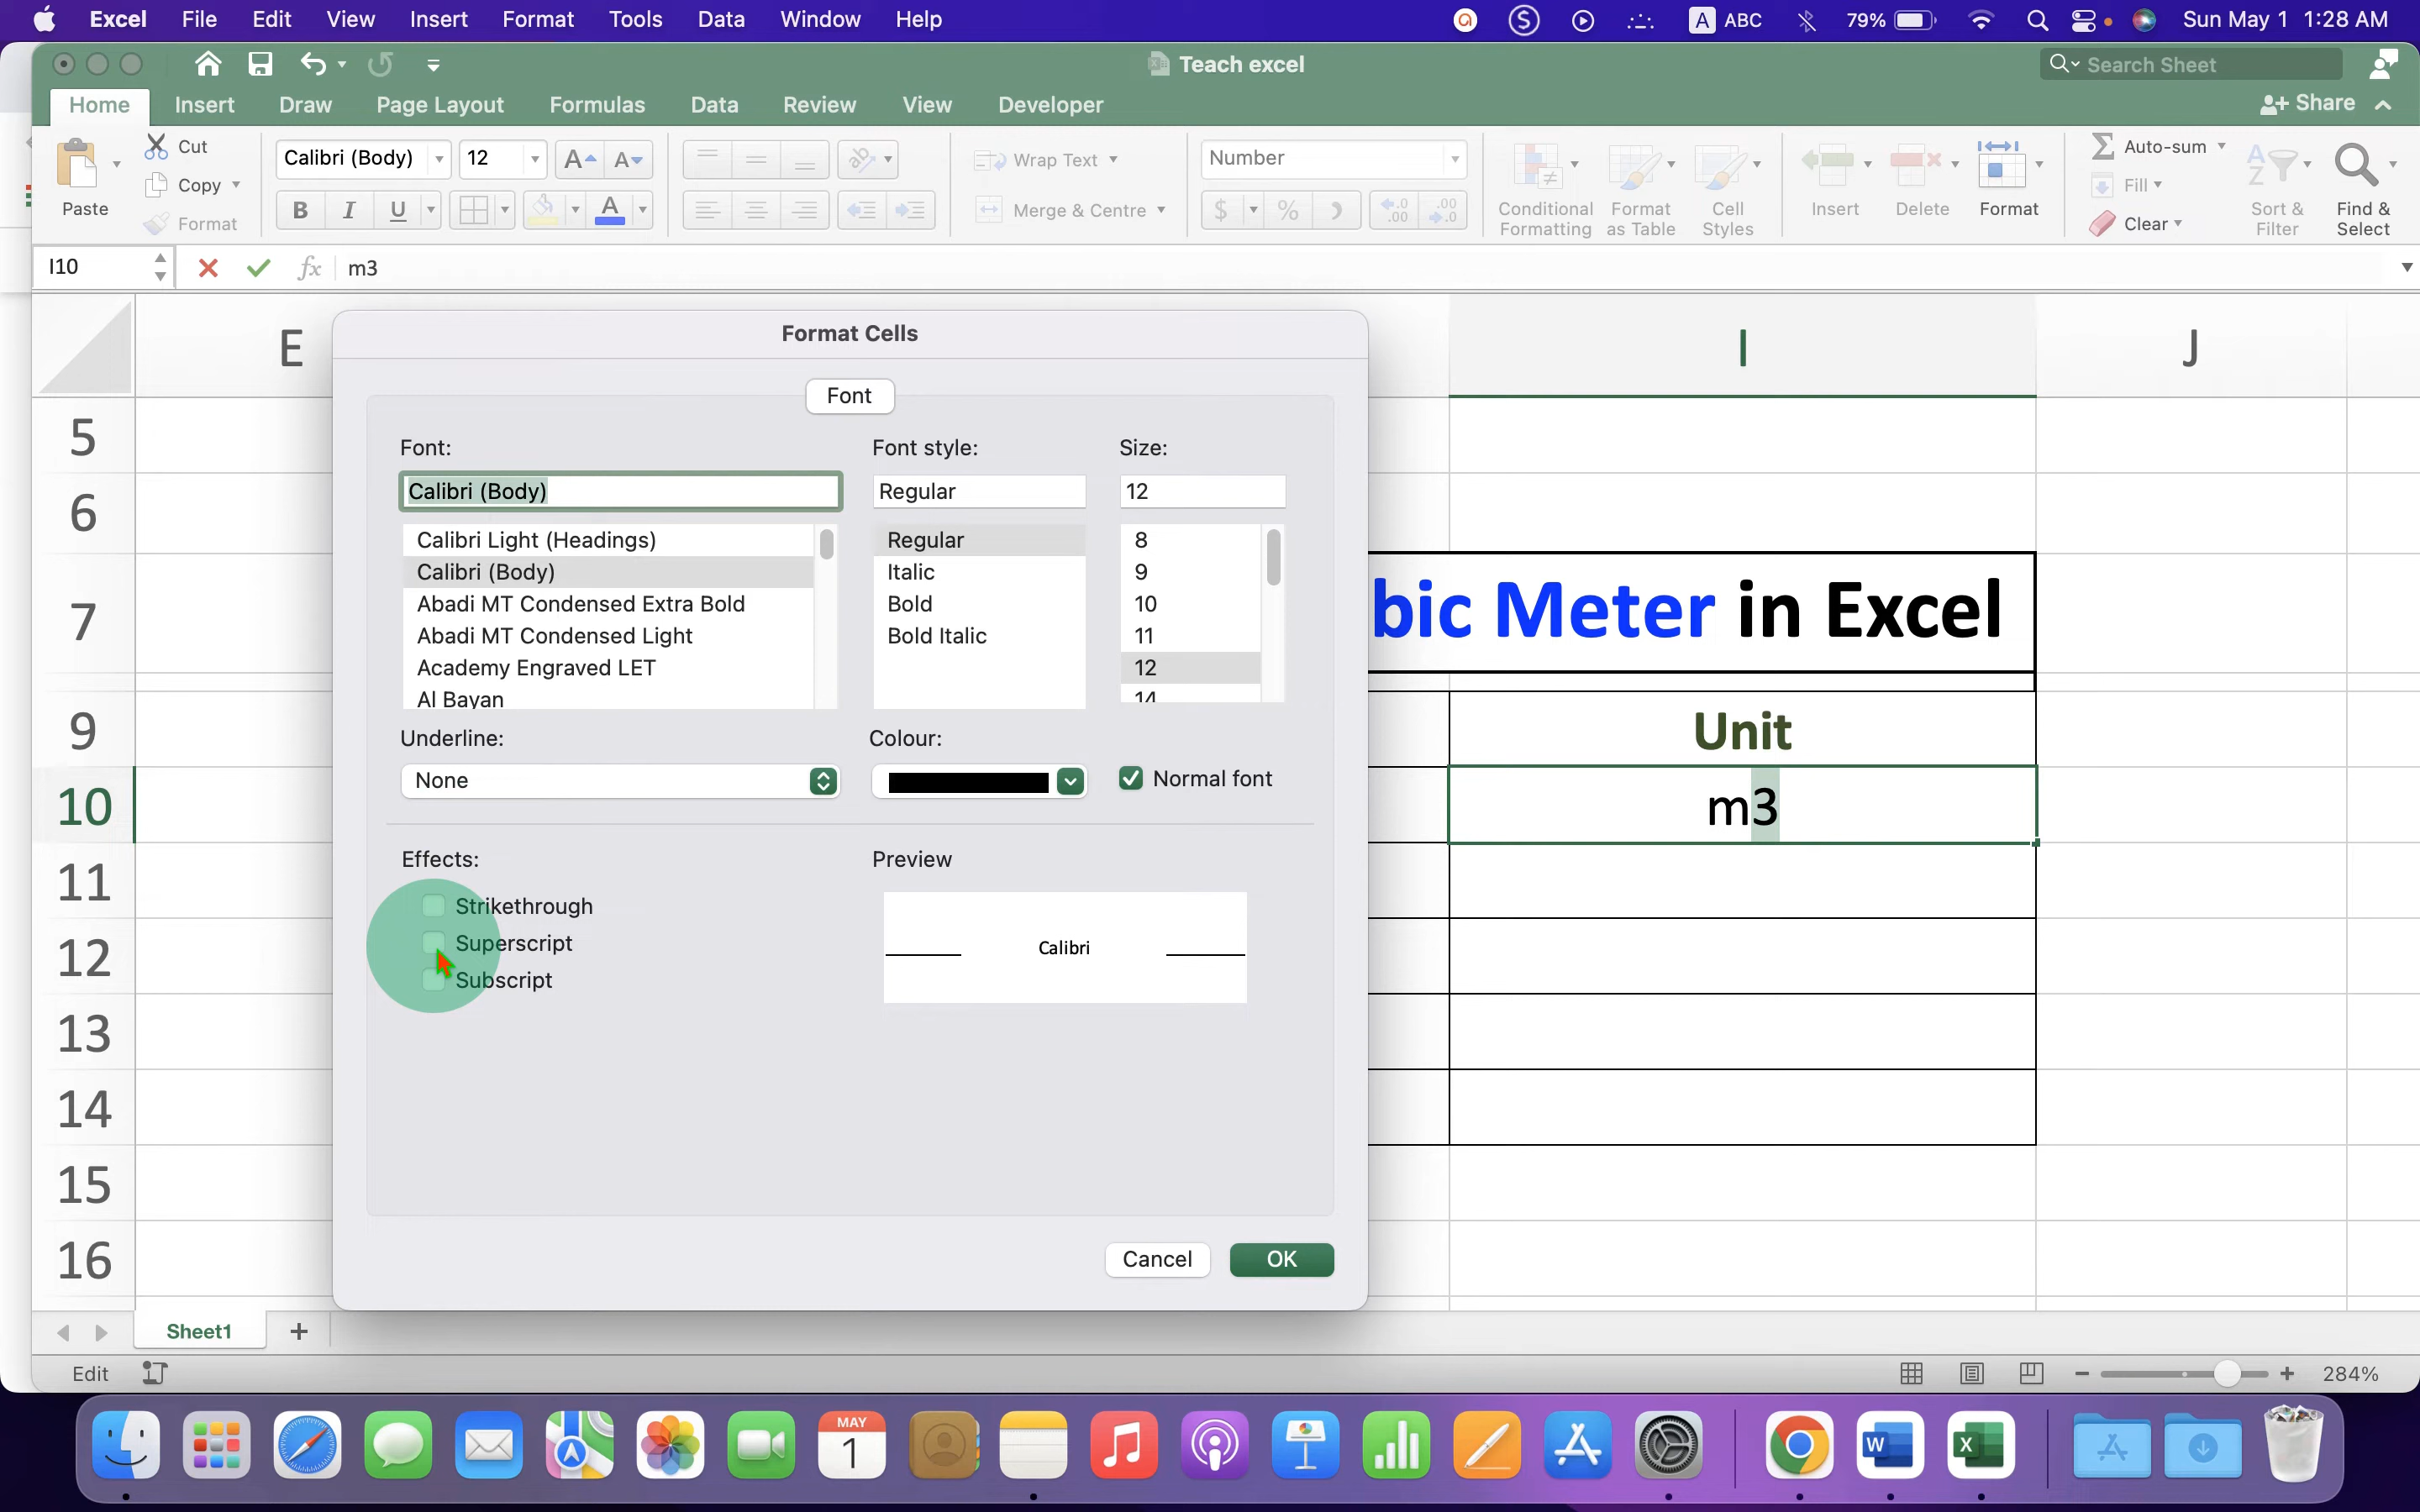 Excel File Edit View Insert Format Tools Data Window Help A ABC 79% Sun May 1 1:28 AM
Teach excel
Search Sheet
Home Insert Draw Page Layout Formulas Data Review View Developer Share
Paste Cut Copy Format
Calibri (Body) 12 A A
B I U A
Wrap Text
Merge & Centre
Number
$ % .0 .00 .00 .0
Conditional Formatting
Format as Table
Cell Styles
Insert Delete Format
Auto-sum
Fill
Clear
A Z
Sort & Filter
Find & Select
I10 fx m3
E I J
5
6
7
9
10
11
12
13
14
15
16
bic Meter in Excel
Unit
m3
Format Cells
Font
Font: Font style: Size:
Calibri (Body) Regular 12
Calibri Light (Headings) Regular 8
Calibri (Body) Italic 9
Abadi MT Condensed Extra Bold Bold 10
Abadi MT Condensed Light Bold Italic 11
Academy Engraved LET 12
Al Bayan 14
Underline: Colour:
None Normal font
Effects: Preview
Strikethrough
Superscript Calibri
Subscript
Cancel OK
Sheet1 +
Edit 284%
MAY
1
W X